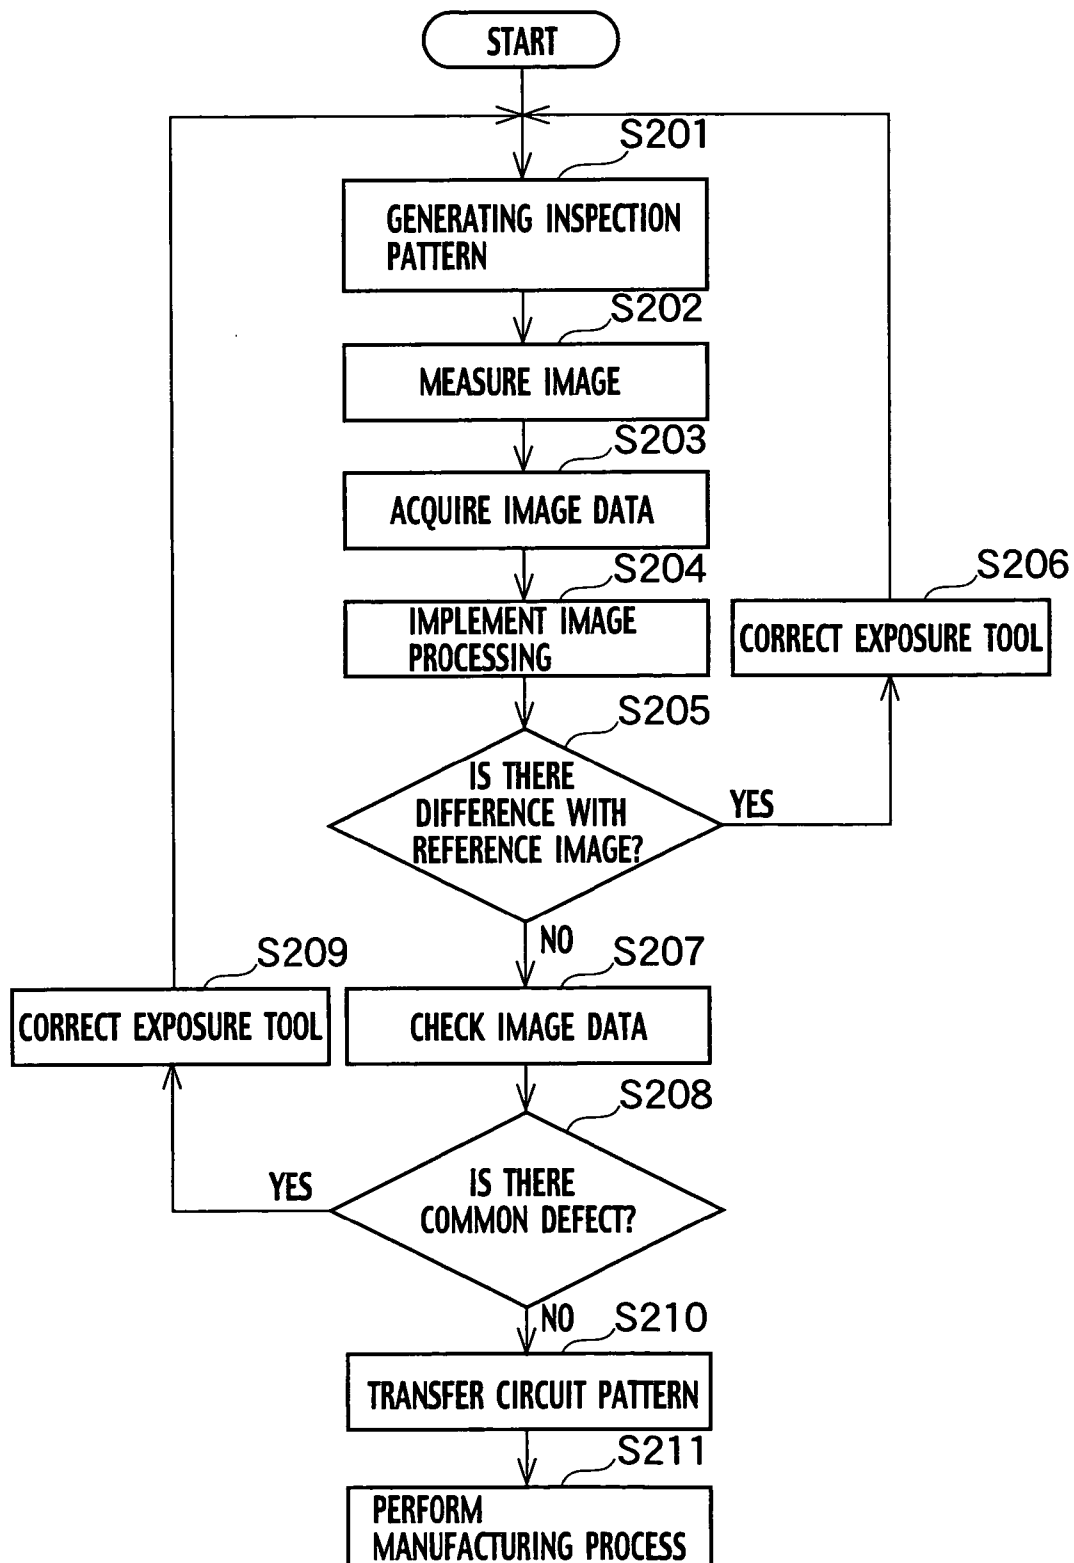 START
S201
GENERATING INSPECTION
PATTERN
S202
MEASURE IMAGE
S203
ACQUIRE IMAGE DATA
S204
IMPLEMENT IMAGE
PROCESSING
S206
CORRECT EXPOSURE TOOL
S205
IS THERE
DIFFERENCE WITH
REFERENCE IMAGE?
YES
NO
S207
CHECK IMAGE DATA
S209
CORRECT EXPOSURE TOOL
S208
IS THERE
COMMON DEFECT?
YES
NO
S210
TRANSFER CIRCUIT PATTERN
S211
PERFORM
MANUFACTURING PROCESS